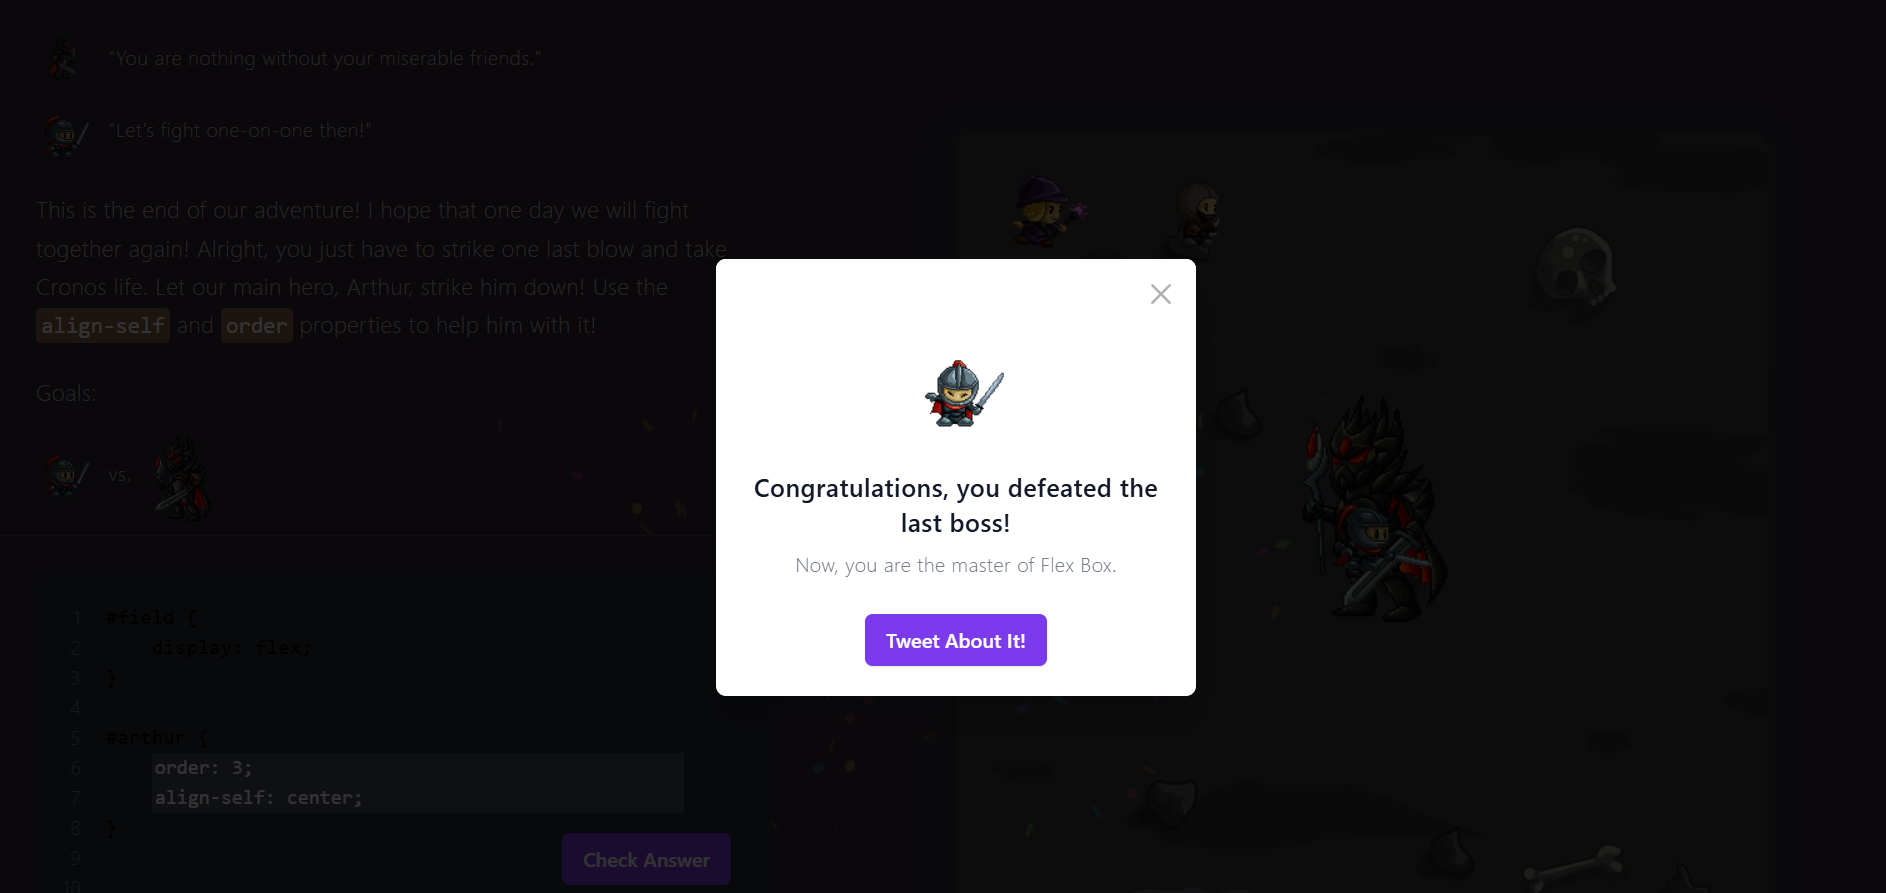 "You are nothing without your miserable friends."
"Let's fight one-on-one then!"
This is the end of our adventure! I hope that one day we will fight
together again! Alright, you just have to strike one last blow and take
Cronos life. Let our main hero, Arthur, strike him down! Use the
align-self and order properties to help him with it!
Goals:
vs.
1 #field {
2 display: flex;
3 }
4
5 #arthur {
6 order: 3;
7 align-self: center;
8 }
9
10
Check Answer
Congratulations, you defeated the
last boss!
Now, you are the master of Flex Box.
Tweet About It!